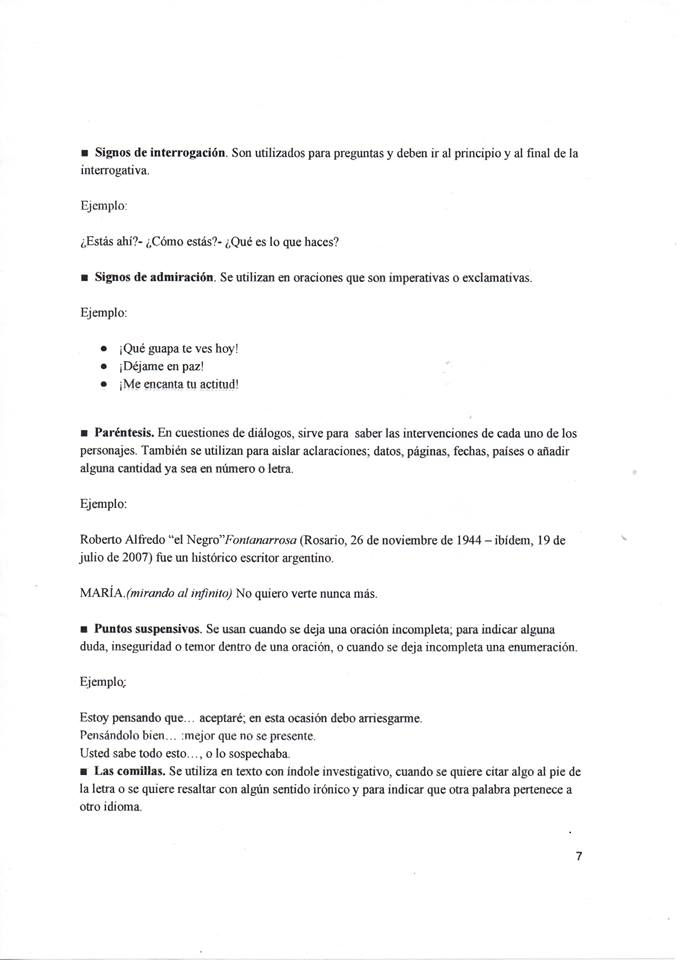 ■ Signos de interrogación. Son utilizados para preguntas y deben ir al principio y al final de la
interrogativa.
Ejemplo:
¿Estás ahí?- ¿Cómo estás?- ¿Qué es lo que haces?
■ Signos de admiración. Se utilizan en oraciones que son imperativas o exclamativas.
Ejemplo:
● ¡Qué guapa te ves hoy!
● ¡Déjame en paz!
● ¡Me encanta tu actitud!
■ Paréntesis. En cuestiones de diálogos, sirve para saber las intervenciones de cada uno de los
personajes. También se utilizan para aislar aclaraciones; datos, páginas, fechas, países o añadir
alguna cantidad ya sea en número o letra.
Ejemplo:
Roberto Alfredo “el Negro”Fontanarrosa (Rosario, 26 de noviembre de 1944 – ibídem, 19 de
julio de 2007) fue un histórico escritor argentino.
MARÍA.(mirando al infinito) No quiero verte nunca más.
■ Puntos suspensivos. Se usan cuando se deja una oración incompleta; para indicar alguna
duda, inseguridad o temor dentro de una oración, o cuando se deja incompleta una enumeración.
Ejemplo;
Estoy pensando que… aceptaré; en esta ocasión debo arriesgarme.
Pensándolo bien… :mejor que no se presente.
Usted sabe todo esto…, o lo sospechaba.
■ Las comillas. Se utiliza en texto con índole investigativo, cuando se quiere citar algo al pie de
la letra o se quiere resaltar con algún sentido irónico y para indicar que otra palabra pertenece a
otro idioma.
7